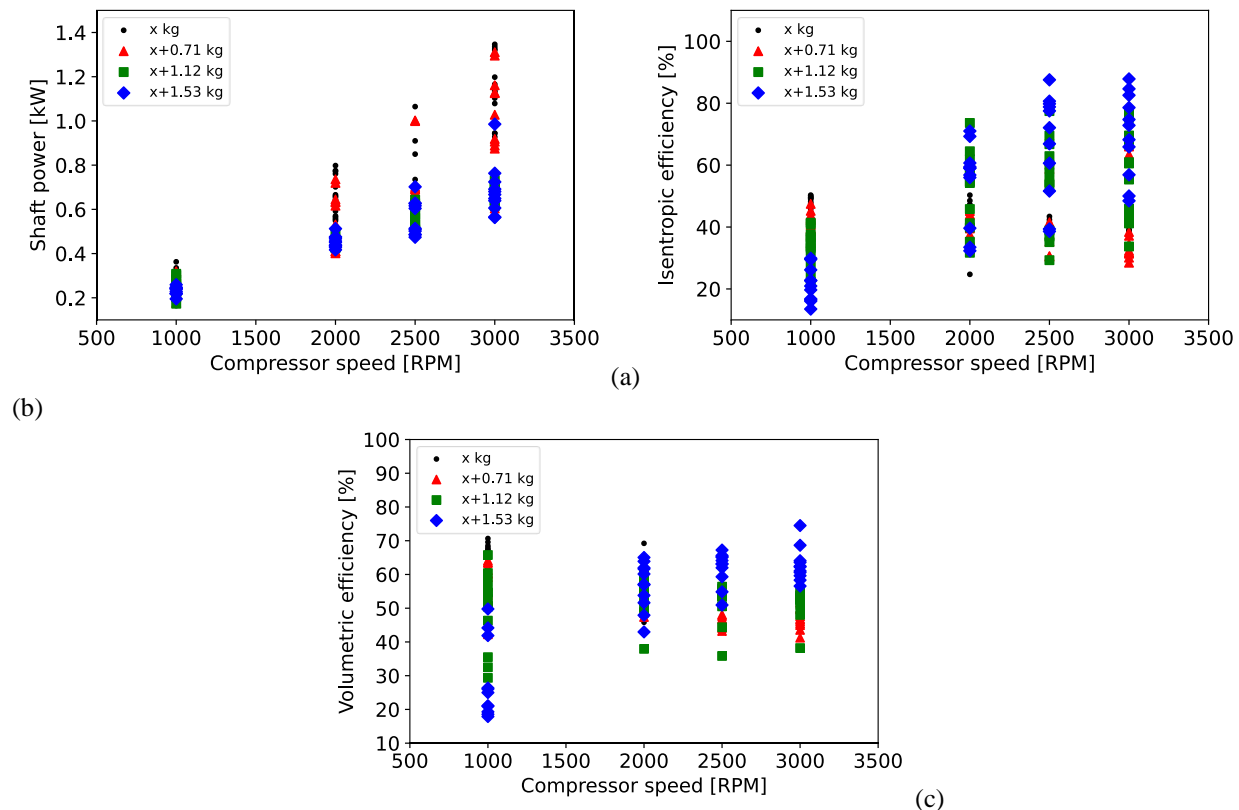 1.4
1.2
1.0
0.8
0.6
0.4
0.2
Shaft power [kW]
x kg
x+0.71 kg
x+1.12 kg
x+1.53 kg
500 1000 1500 2000 2500 3000 3500
Compressor speed [RPM]
(a)
100
80
60
40
20
Isentropic efficiency [%]
x kg
x+0.71 kg
x+1.12 kg
x+1.53 kg
500 1000 1500 2000 2500 3000 3500
Compressor speed [RPM]
(b)
100
90
80
70
60
50
40
30
20
10
Volumetric efficiency [%]
x kg
x+0.71 kg
x+1.12 kg
x+1.53 kg
500 1000 1500 2000 2500 3000 3500
Compressor speed [RPM]
(c)